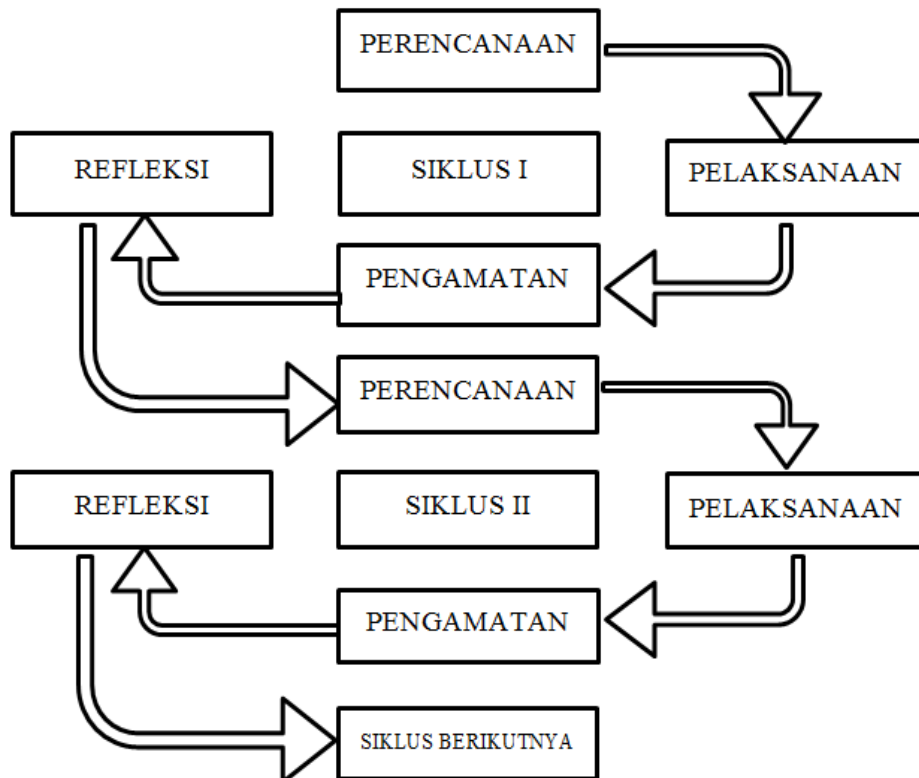 PERENCANAAN
REFLEKSI
SIKLUS I
PELAKSANAAN
PENGAMATAN
PERENCANAAN
REFLEKSI
SIKLUS II
PELAKSANAAN
PENGAMATAN
SIKLUS BERIKUTNYA